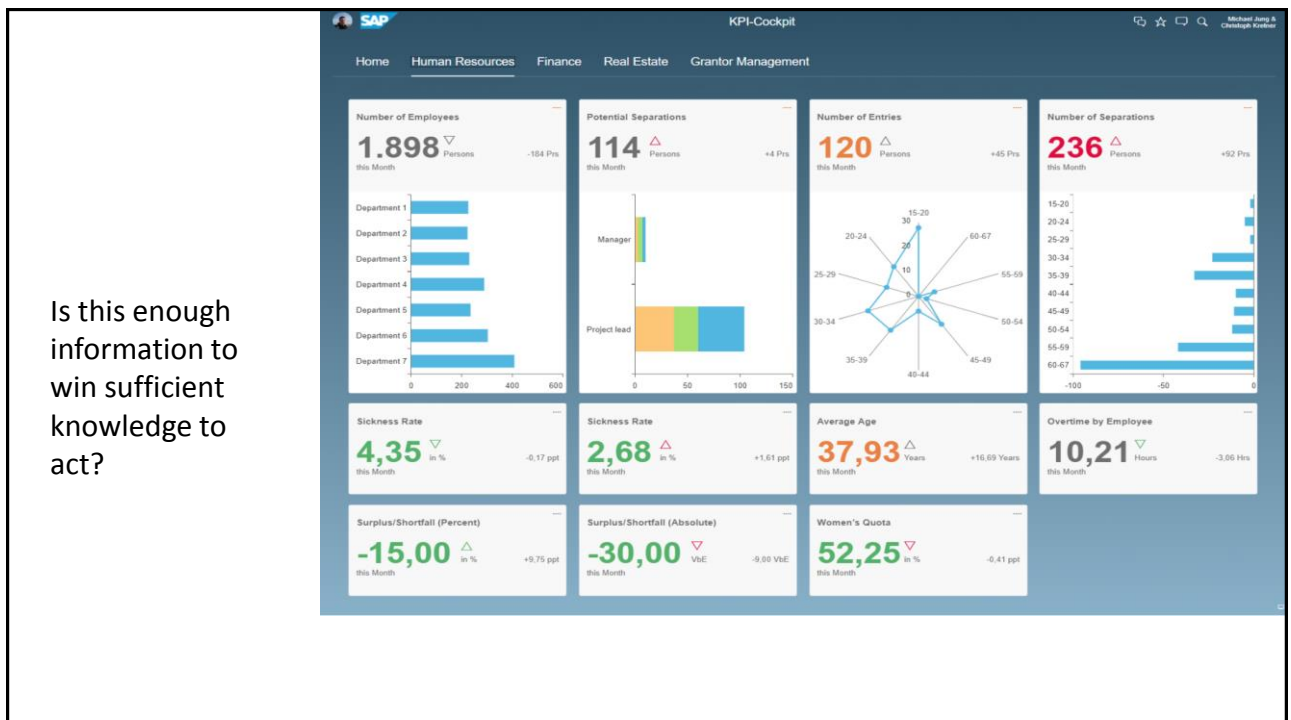 Is this enough
information to
win sufficient
knowledge to
act?
SAP
KPI-Cockpit
Michael Jung &
Christoph Kreiner
Home Human Resources Finance Real Estate Grantor Management
Number of Employees
1.898 Persons -184 Prs
this Month
Department 1
Department 2
Department 3
Department 4
Department 5
Department 6
Department 7
0 200 400 600
Potential Separations
114 Persons +4 Prs
this Month
Manager
Project lead
0 50 100 150
Number of Entries
120 Persons +45 Prs
this Month
15-20
30
20-24 60-67
20
25-29 10 55-59
0
30-34 50-54
35-39 45-49
40-44
Number of Separations
236 Persons +92 Prs
this Month
15-20
20-24
25-29
30-34
35-39
40-44
45-49
50-54
55-59
60-67
-100 -50 0
Sickness Rate
4,35 in % -0,17 ppt
this Month
Sickness Rate
2,68 in % +1,61 ppt
this Month
Average Age
37,93 Years +16,69 Years
this Month
Overtime by Employee
10,21 Hours -3,06 Hrs
this Month
Surplus/Shortfall (Percent)
-15,00 in % +9,75 ppt
this Month
Surplus/Shortfall (Absolute)
-30,00 VbE -9,00 VbE
this Month
Women's Quota
52,25 in % -0,41 ppt
this Month